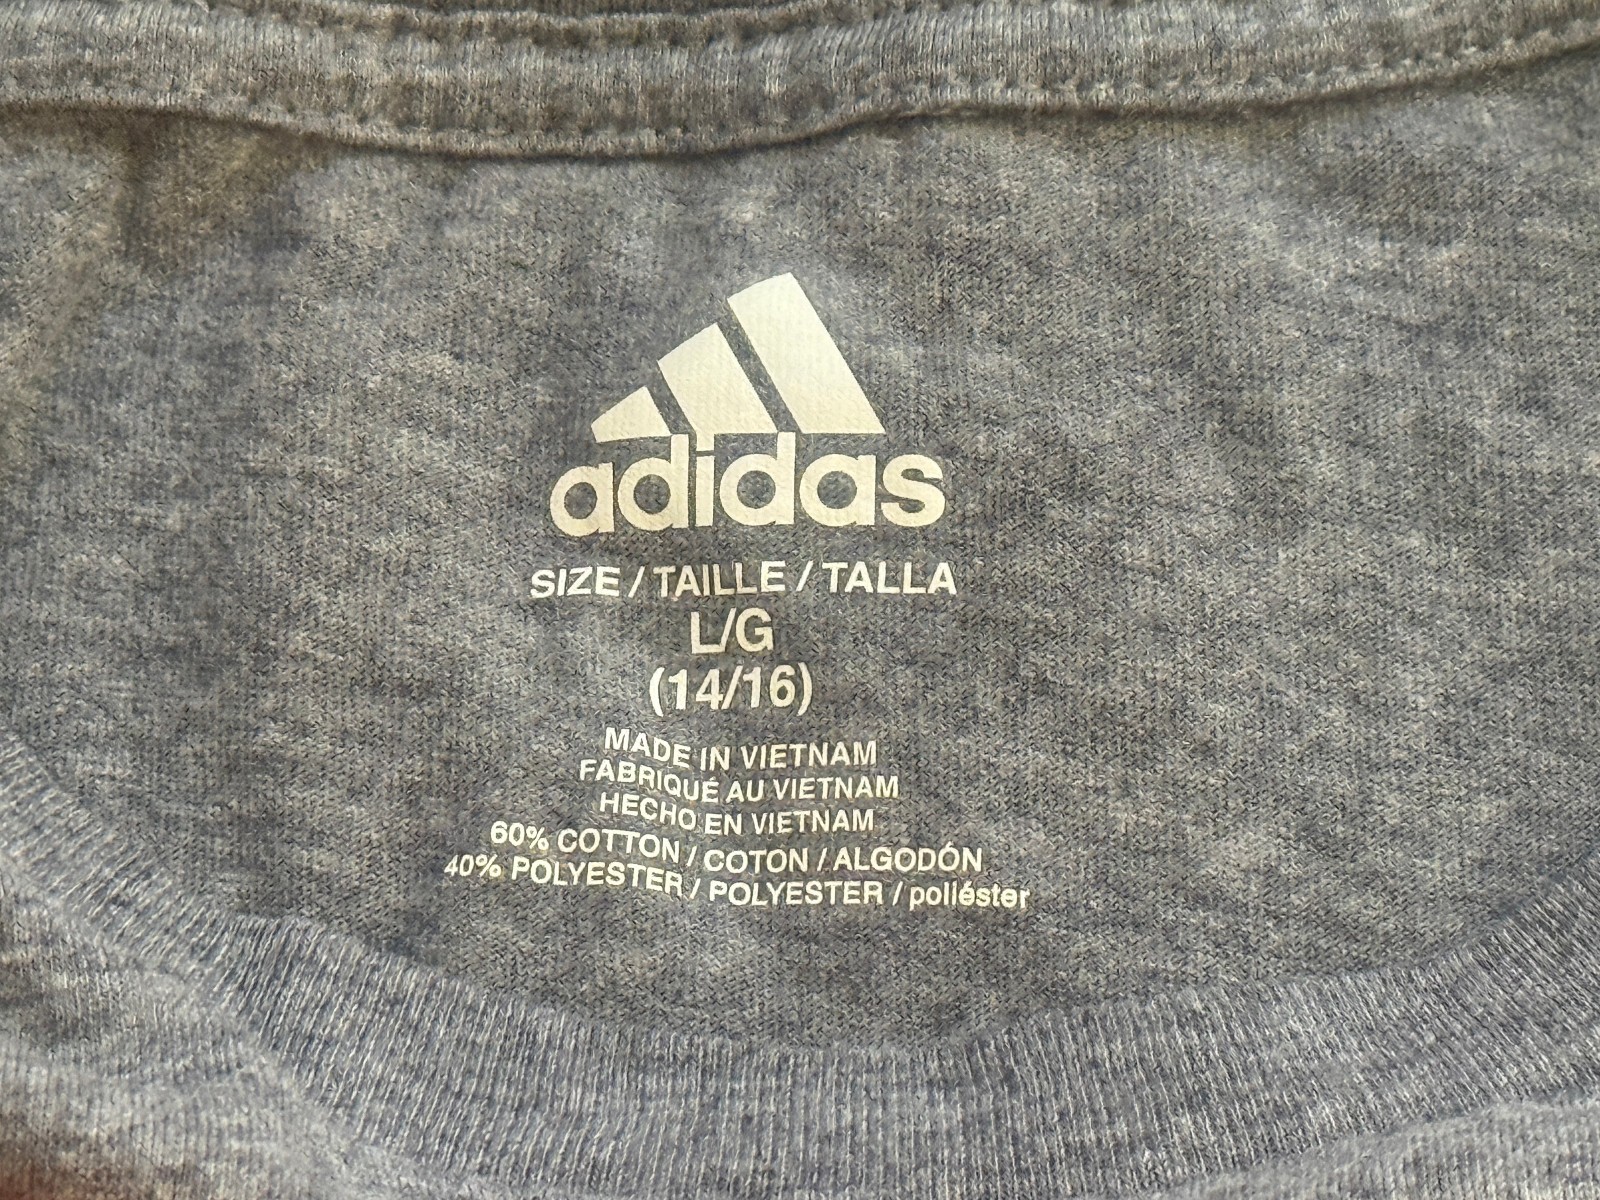 adidas
SIZE / TAILLE / TALLA
L/G
(14/16)
MADE IN VIETNAM
FABRIQUÉ AU VIETNAM
HECHO EN VIETNAM
60% COTTON / COTON / ALGODÓN
40% POLYESTER / POLYESTER / poliéster